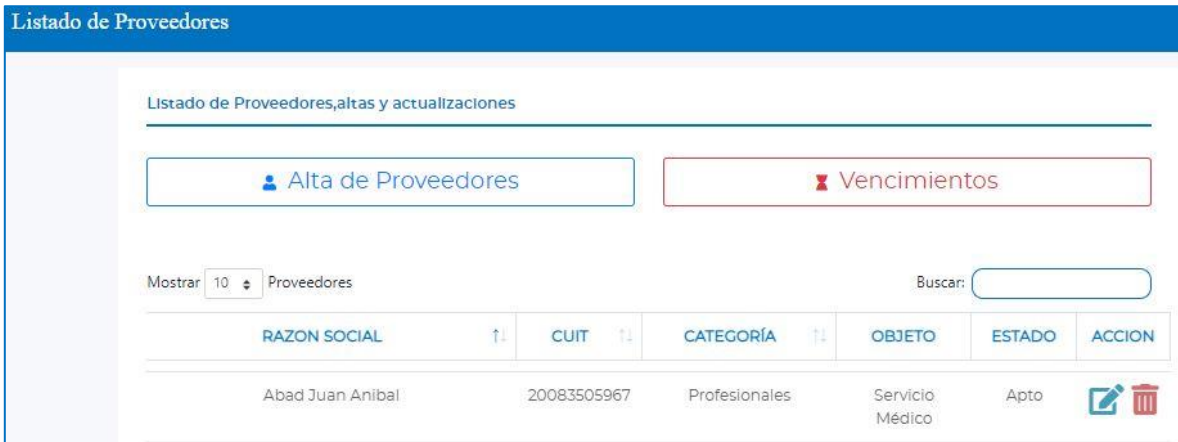 Listado de Proveedores
Listado de Proveedores,altas y actualizaciones
Alta de Proveedores
Vencimientos
Mostrar 10 Proveedores
Buscar:
RAZON SOCIAL CUIT CATEGORÍA OBJETO ESTADO ACCION
Abad Juan Anibal 20083505967 Profesionales Servicio Médico Apto